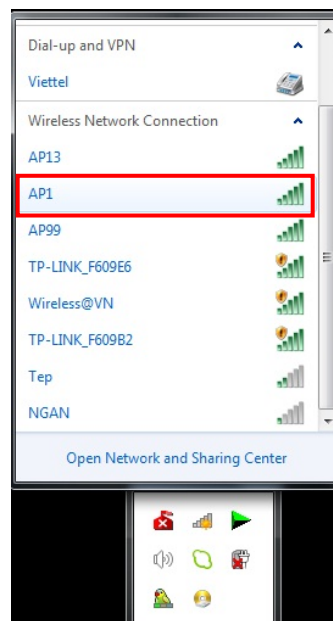 Dial-up and VPN
Viettel
Wireless Network Connection
AP13
AP1
AP99
TP-LINK_F609E6
Wireless@VN
TP-LINK_F609B2
Tep
NGAN
Open Network and Sharing Center